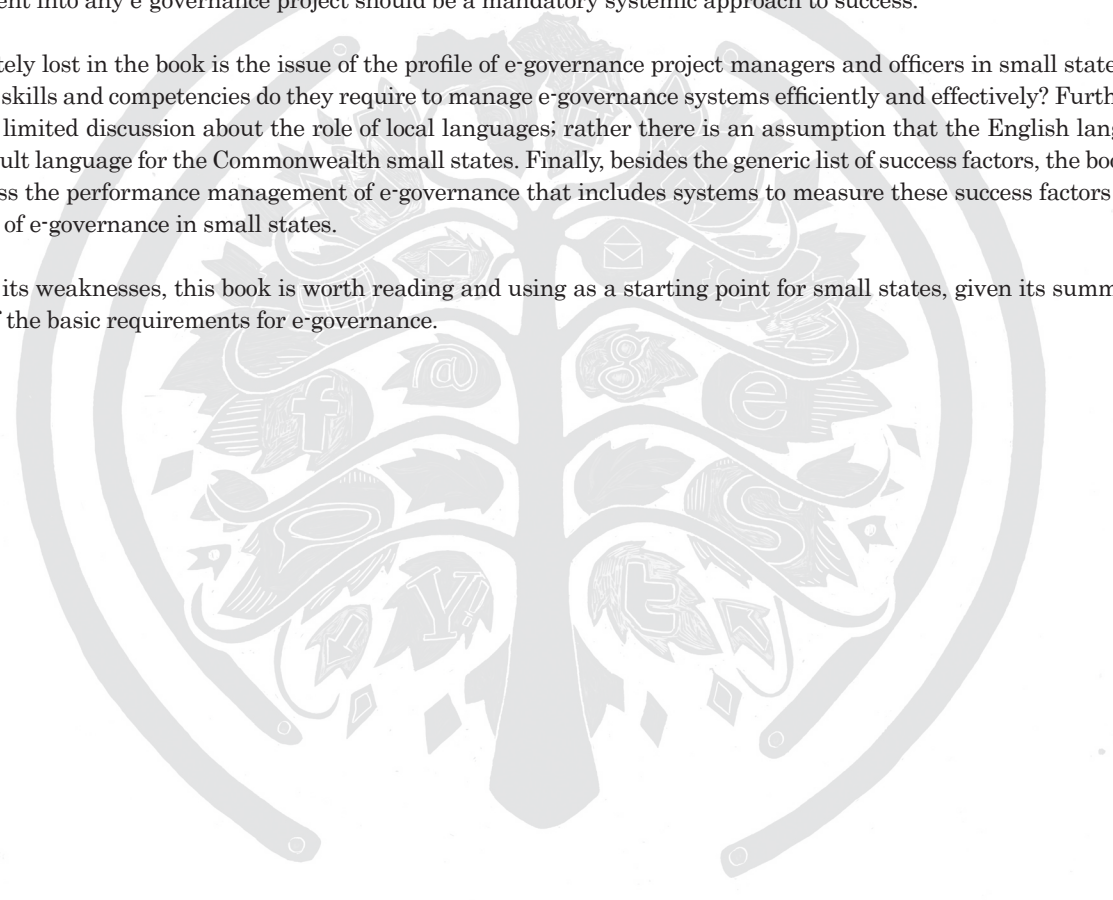 ent into any e-governance project should be a mandatory systemic approach to success.
tely lost in the book is the issue of the profile of e-governance project managers and officers in small state
skills and competencies do they require to manage e-governance systems efficiently and effectively? Furth
limited discussion about the role of local languages; rather there is an assumption that the English lang
ult language for the Commonwealth small states. Finally, besides the generic list of success factors, the boo
ss the performance management of e-governance that includes systems to measure these success factors
of e-governance in small states.
its weaknesses, this book is worth reading and using as a starting point for small states, given its summ
f the basic requirements for e-governance.
@ g
f e
S
Y! t